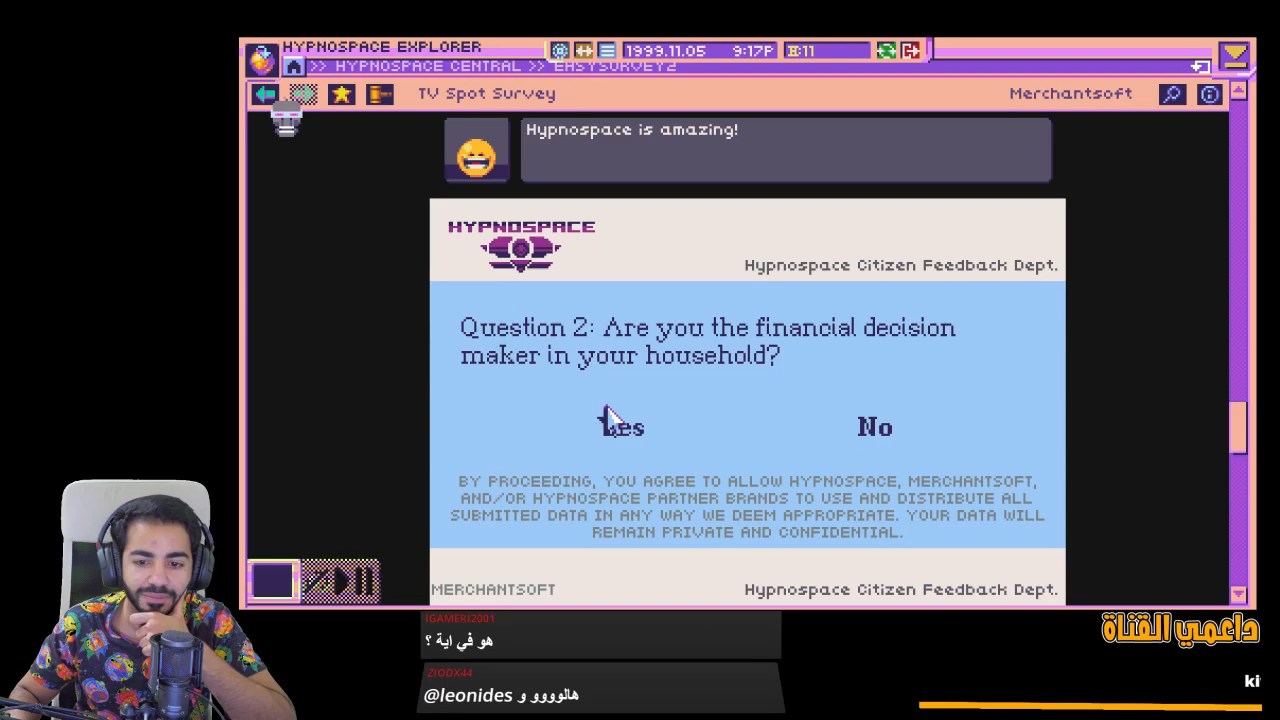 HYPNOSPACE EXPLORER
1999.11.05 9:17P
:11
>> HYPNOSPACE CENTRAL >> EASYSURVEY2
TV Spot Survey
Merchantsoft
Hypnospace is amazing!
HYPNOSPACE
Hypnospace Citizen Feedback Dept.
Question 2: Are you the financial decision
maker in your household?
Yes
No
BY PROCEEDING, YOU AGREE TO ALLOW HYPNOSPACE, MERCHANTSOFT,
AND/OR HYPNOSPACE PARTNER BRANDS TO USE AND DISTRIBUTE ALL
SUBMITTED DATA IN ANY WAY WE DEEM APPROPRIATE. YOUR DATA WILL
REMAIN PRIVATE AND CONFIDENTIAL.
MERCHANTSOFT
Hypnospace Citizen Feedback Dept.
IGAMERI2001
هو في اية ؟
ZIODX44
@leonides هالوووو و
داعمي القناة
ki